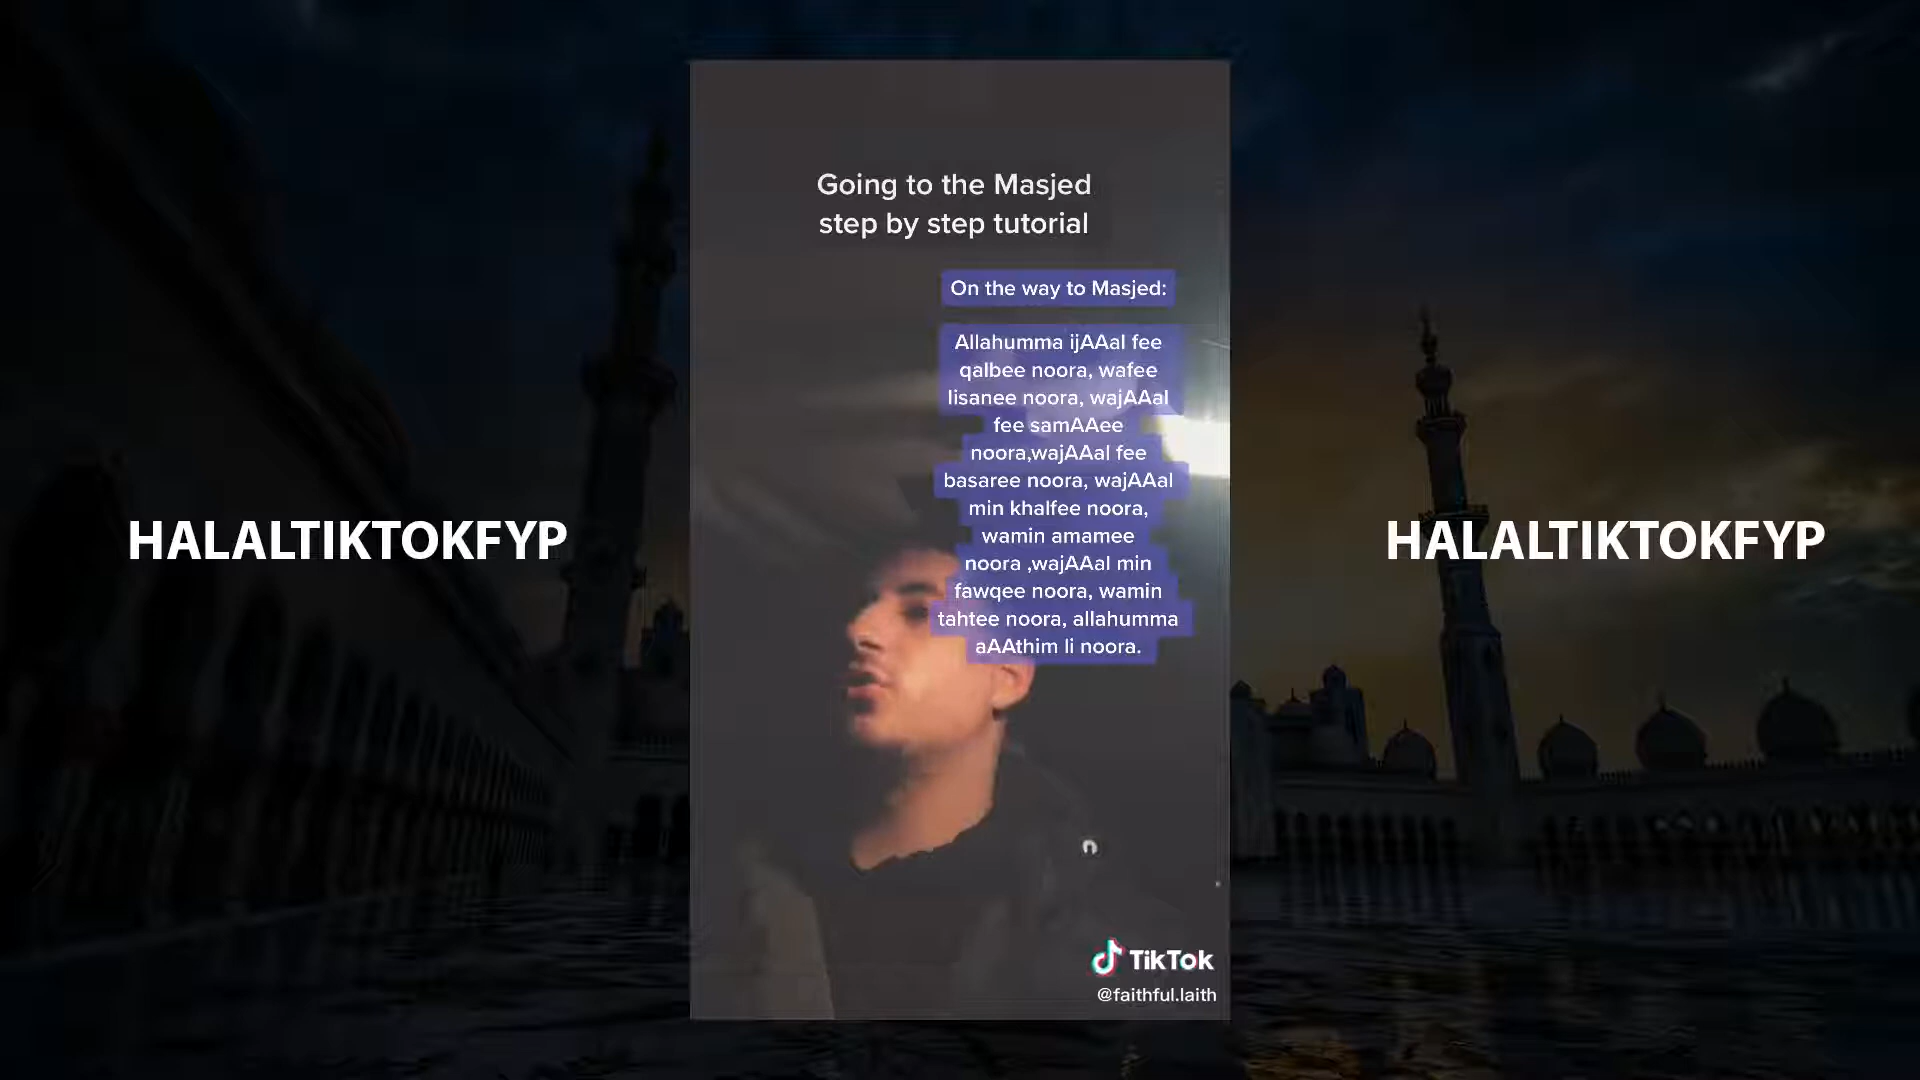 Going to the Masjed
step by step tutorial
On the way to Masjed:
Allahumma ijAAal fee
qalbee noora, wafee
lisanee noora, wajAAal
fee samAAee
noora,wajAAal fee
basaree noora, wajAAal
min khalfee noora,
wamin amamee
noora ,wajAAal min
fawqee noora, wamin
tahtee noora, allahumma
aAAthim li noora.
HALALTIKTOKFYP
HALALTIKTOKFYP
TikTok
@faithful.laith